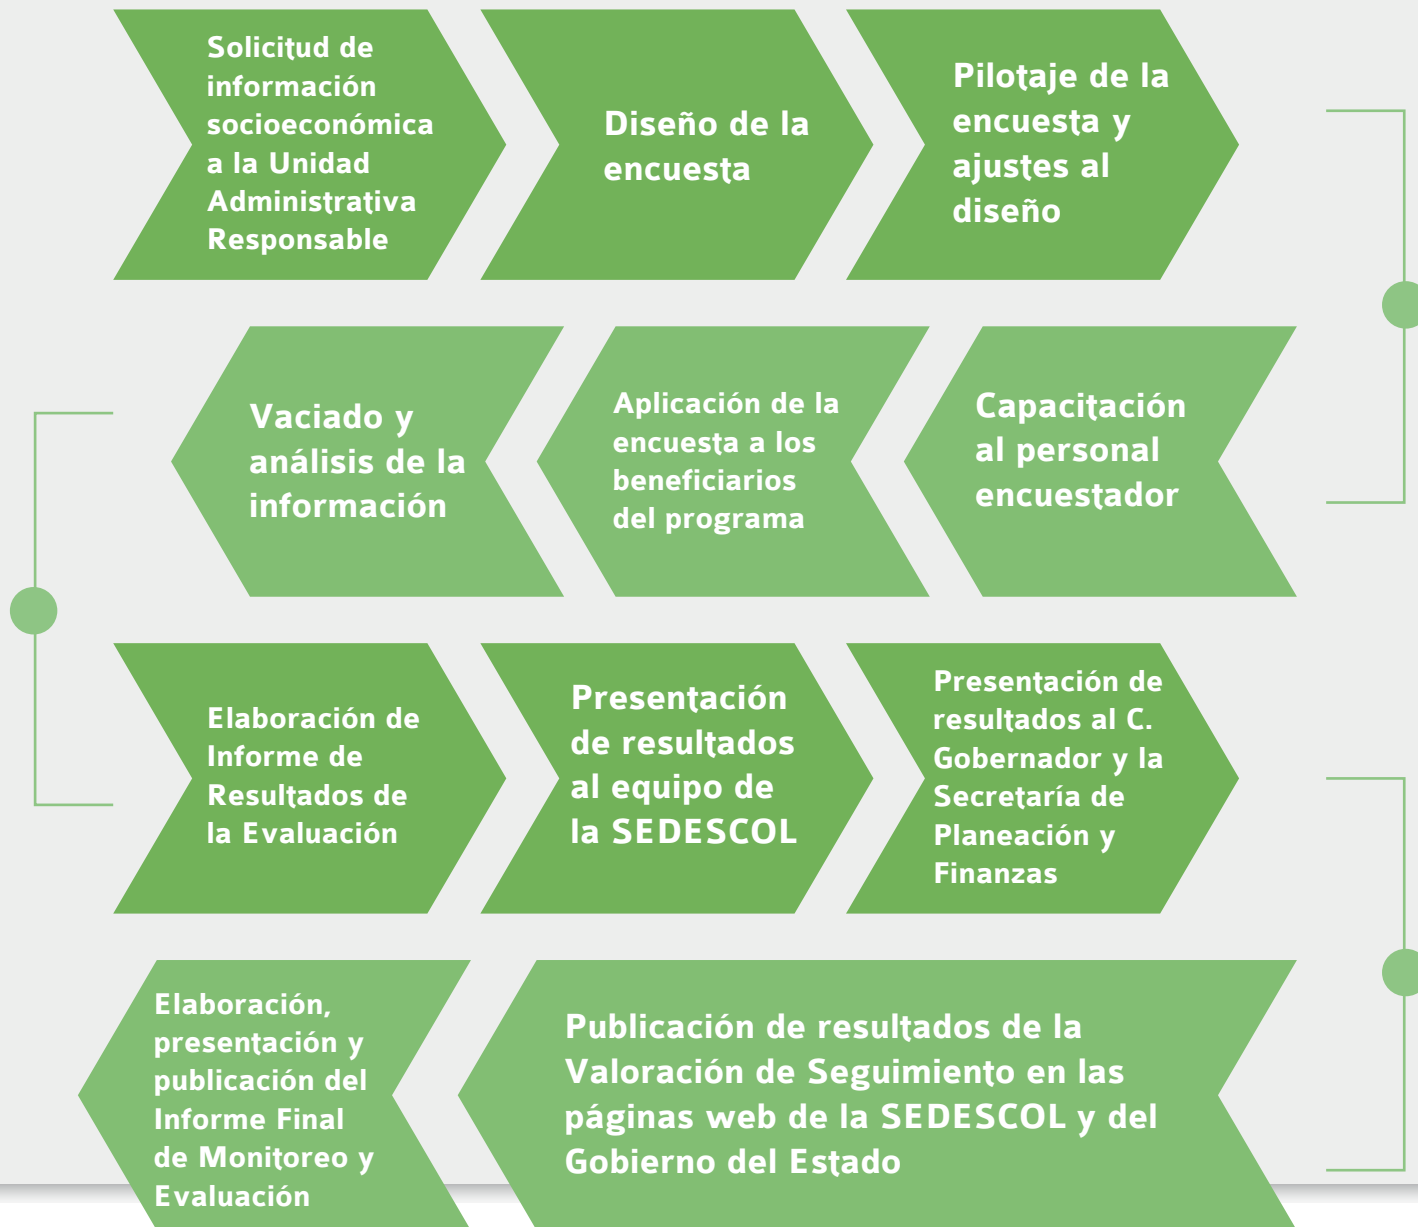 Solicitud de
información
socioeconómica
a la Unidad
Administrativa
Responsable
Diseño de la
encuesta
Pilotaje de la
encuesta y
ajustes al
diseño
Capacitación
al personal
encuestador
Aplicación de la
encuesta a los
beneficiarios
del programa
Vaciado y
análisis de la
información
Elaboración de
Informe de
Resultados de
la Evaluación
Presentación
de resultados
al equipo de
la SEDESCOL
Presentación de
resultados al C.
Gobernador y la
Secretaría de
Planeación y
Finanzas
Publicación de resultados de la
Valoración de Seguimiento en las
páginas web de la SEDESCOL y del
Gobierno del Estado
Elaboración,
presentación y
publicación del
Informe Final
de Monitoreo y
Evaluación